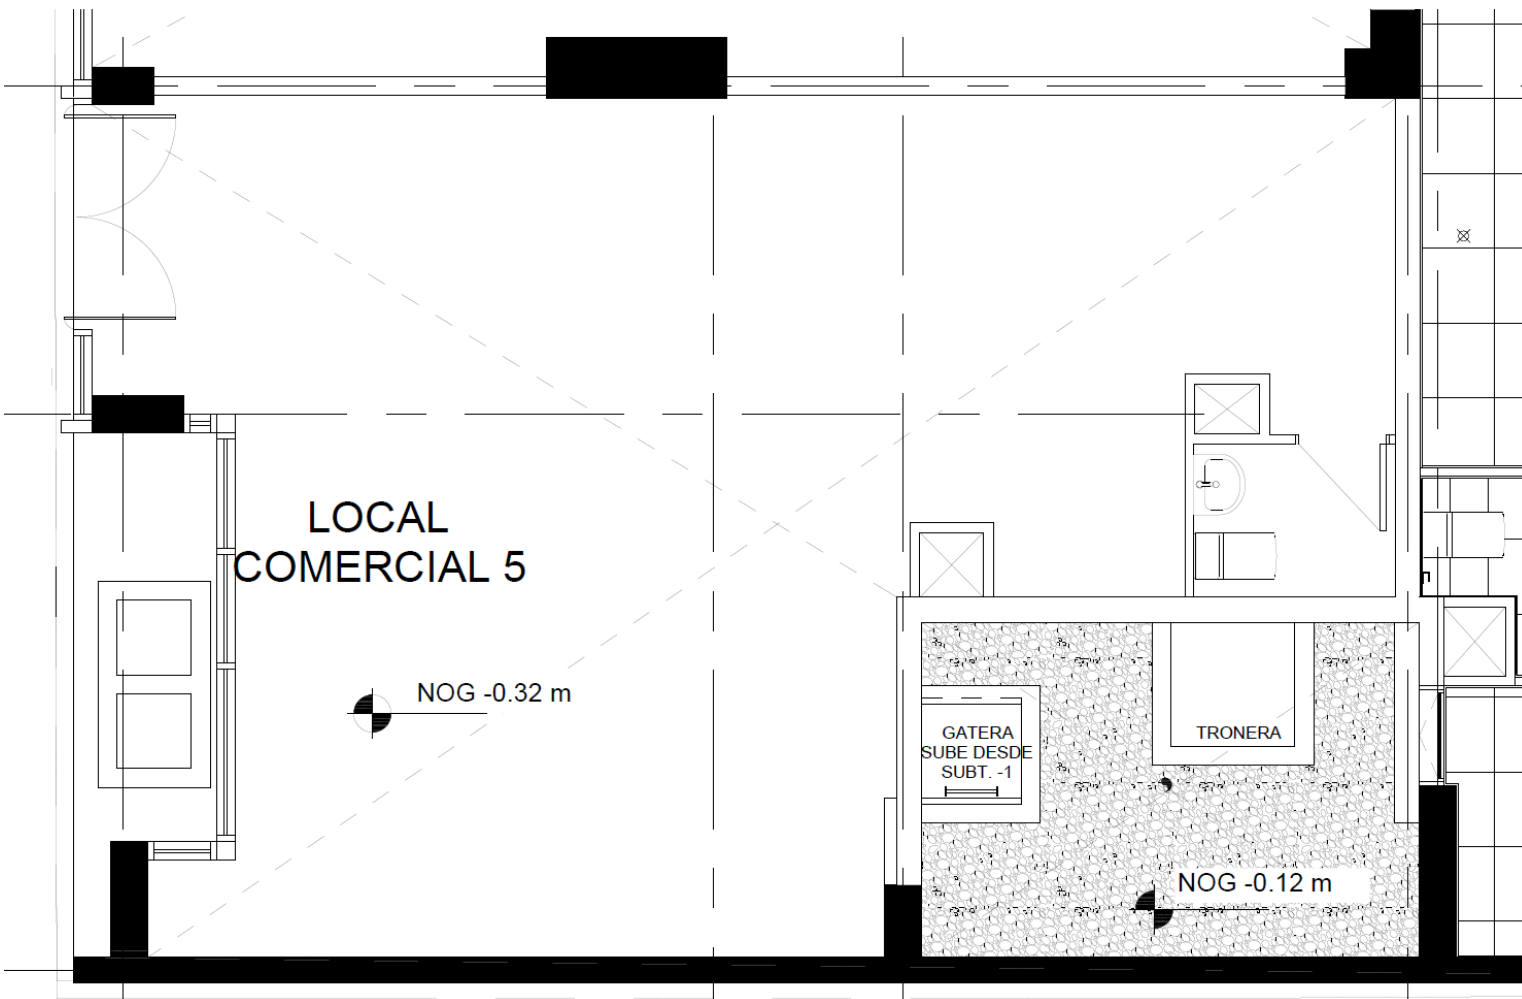 LOCAL
COMERCIAL 5
NOG -0.32 m
GATERA
SUBE DESDE
SUBT. -1
TRONERA
NOG -0.12 m